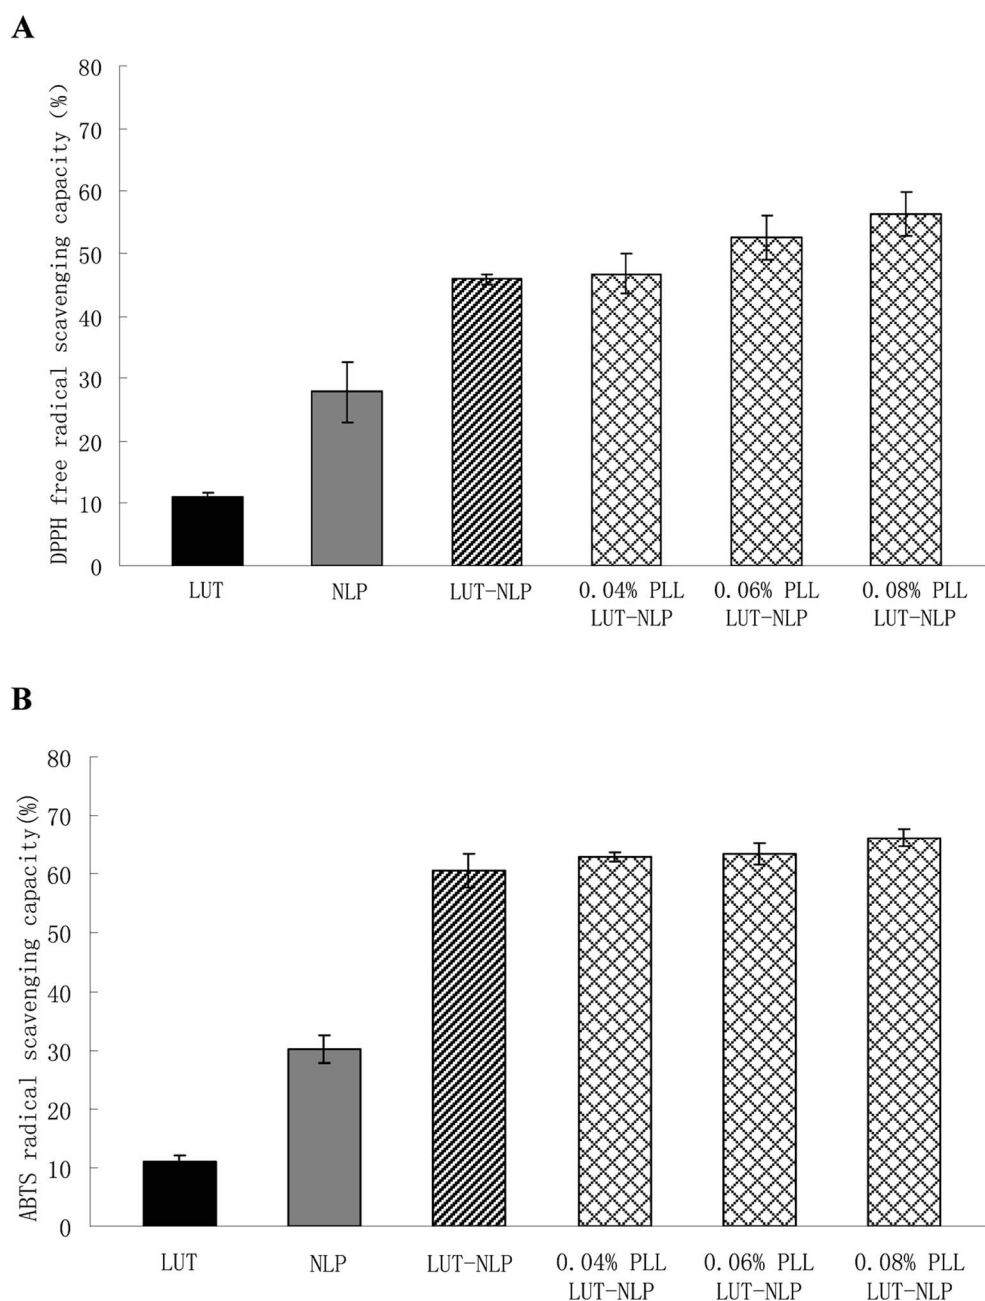 A
DPPH free radical scavenging capacity (%)
80
70
60
50
40
30
20
10
0
LUT
NLP
LUT-NLP
0.04% PLL
LUT-NLP
0.06% PLL
LUT-NLP
0.08% PLL
LUT-NLP
B
ABTS radical scavenging capacity(%)
80
70
60
50
40
30
20
10
0
LUT
NLP
LUT-NLP
0.04% PLL
LUT-NLP
0.06% PLL
LUT-NLP
0.08% PLL
LUT-NLP